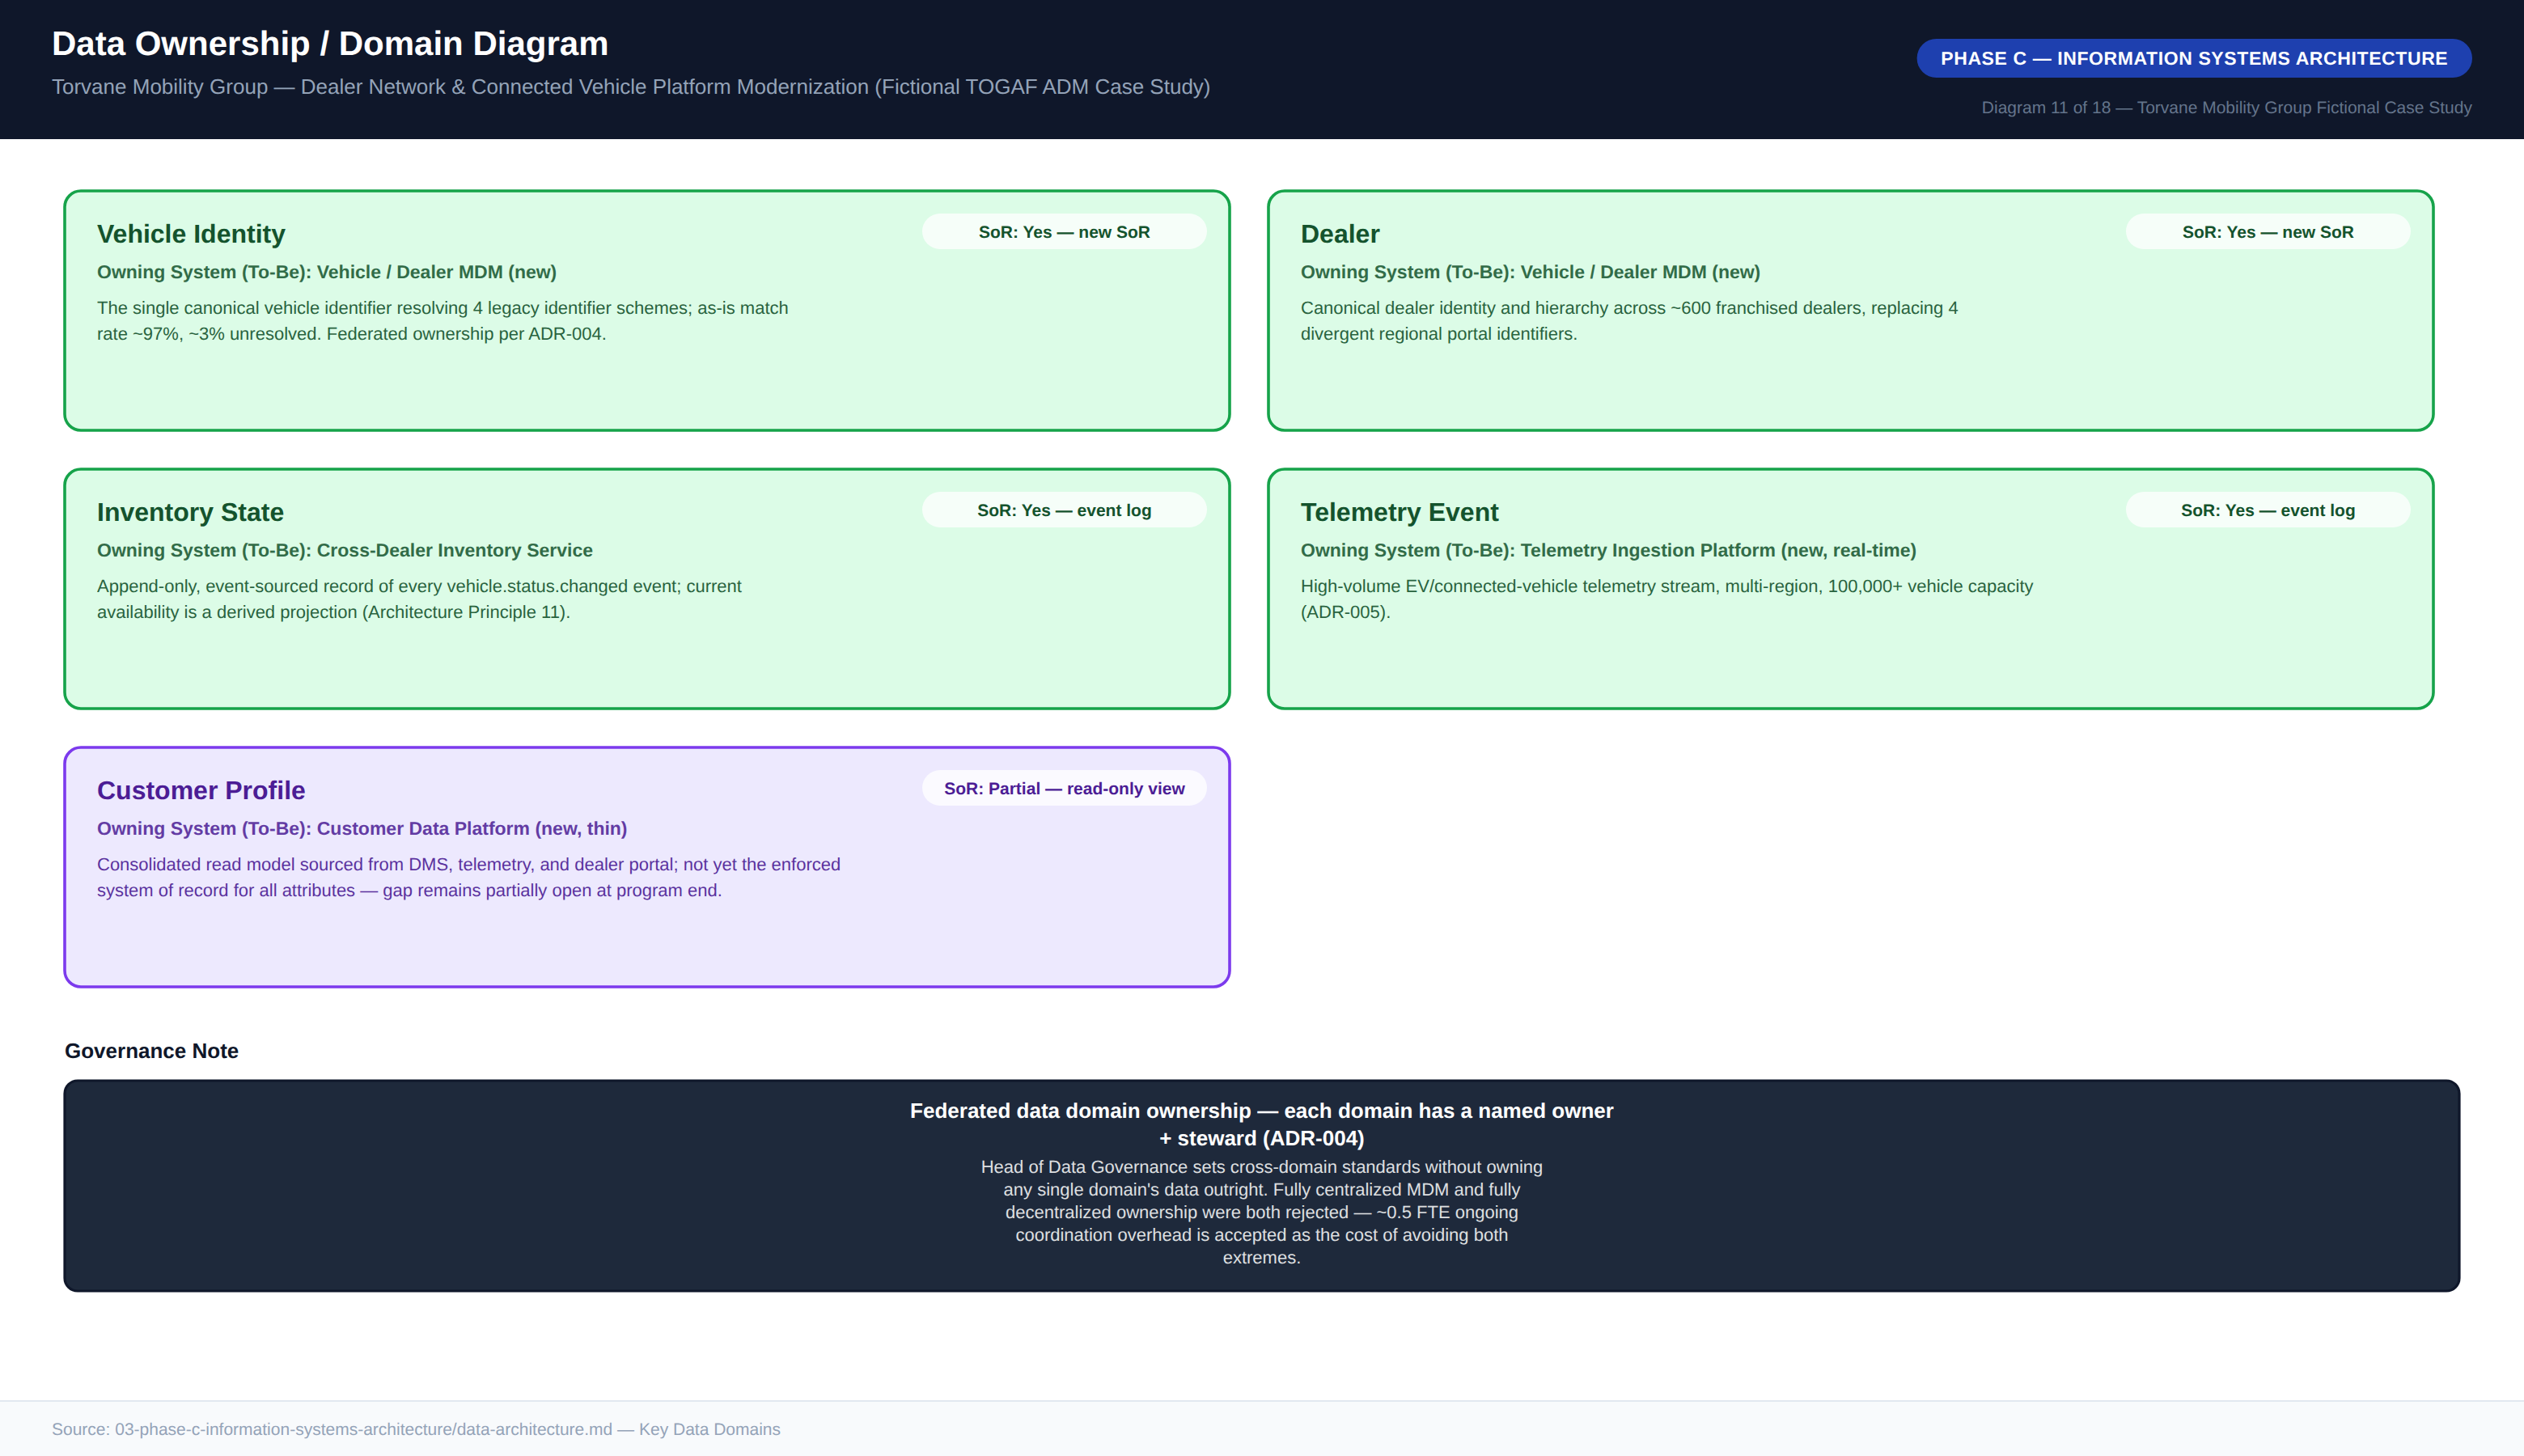 Data Ownership / Domain Diagram
Torvane Mobility Group — Dealer Network & Connected Vehicle Platform Modernization (Fictional TOGAF ADM Case Study)
PHASE C — INFORMATION SYSTEMS ARCHITECTURE
Diagram 11 of 18 — Torvane Mobility Group Fictional Case Study
Vehicle Identity
SoR: Yes — new SoR
Owning System (To-Be): Vehicle / Dealer MDM (new)
The single canonical vehicle identifier resolving 4 legacy identifier schemes; as-is match
rate ~97%, ~3% unresolved. Federated ownership per ADR-004.
Dealer
SoR: Yes — new SoR
Owning System (To-Be): Vehicle / Dealer MDM (new)
Canonical dealer identity and hierarchy across ~600 franchised dealers, replacing 4
divergent regional portal identifiers.
Inventory State
SoR: Yes — event log
Owning System (To-Be): Cross-Dealer Inventory Service
Append-only, event-sourced record of every vehicle.status.changed event; current
availability is a derived projection (Architecture Principle 11).
Telemetry Event
SoR: Yes — event log
Owning System (To-Be): Telemetry Ingestion Platform (new, real-time)
High-volume EV/connected-vehicle telemetry stream, multi-region, 100,000+ vehicle capacity
(ADR-005).
Customer Profile
SoR: Partial — read-only view
Owning System (To-Be): Customer Data Platform (new, thin)
Consolidated read model sourced from DMS, telemetry, and dealer portal; not yet the enforced
system of record for all attributes — gap remains partially open at program end.
Governance Note
Federated data domain ownership — each domain has a named owner
+ steward (ADR-004)
Head of Data Governance sets cross-domain standards without owning
any single domain's data outright. Fully centralized MDM and fully
decentralized ownership were both rejected — ~0.5 FTE ongoing
coordination overhead is accepted as the cost of avoiding both
extremes.
Source: 03-phase-c-information-systems-architecture/data-architecture.md — Key Data Domains